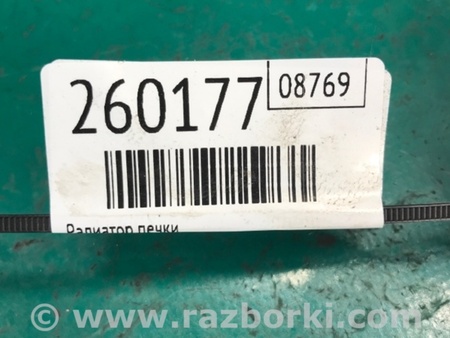 260177
08769
Радиатор печки
© www.razborki.com